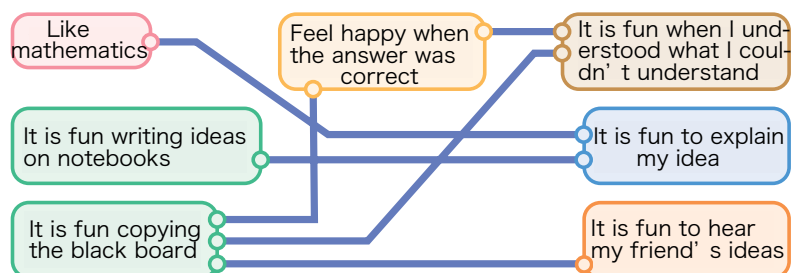 Like
mathematics
Feel happy when
the answer was
correct
It is fun when I und-
erstood what I coul-
dn’t understand
It is fun writing ideas
on notebooks
It is fun to explain
my idea
It is fun copying
the black board
It is fun to hear
my friend’s ideas